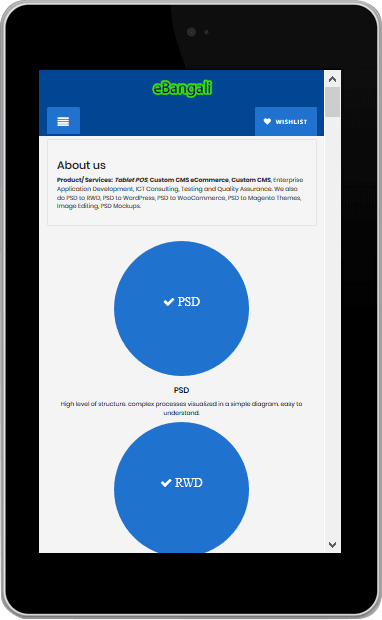 eBangali
WISHLIST
About us
Product/ Services: Tablet POS, Custom CMS eCommerce, Custom CMS, Enterprise
Application Development, ICT Consulting, Testing and Quality Assurance. We also
do PSD to RWD, PSD to WordPress, PSD to WooCommerce, PSD to Magento Themes,
Image Editing, PSD Mockups.
PSD
PSD
High level of structure. complex processes visualized in a simple diagram. easy to
understand.
RWD